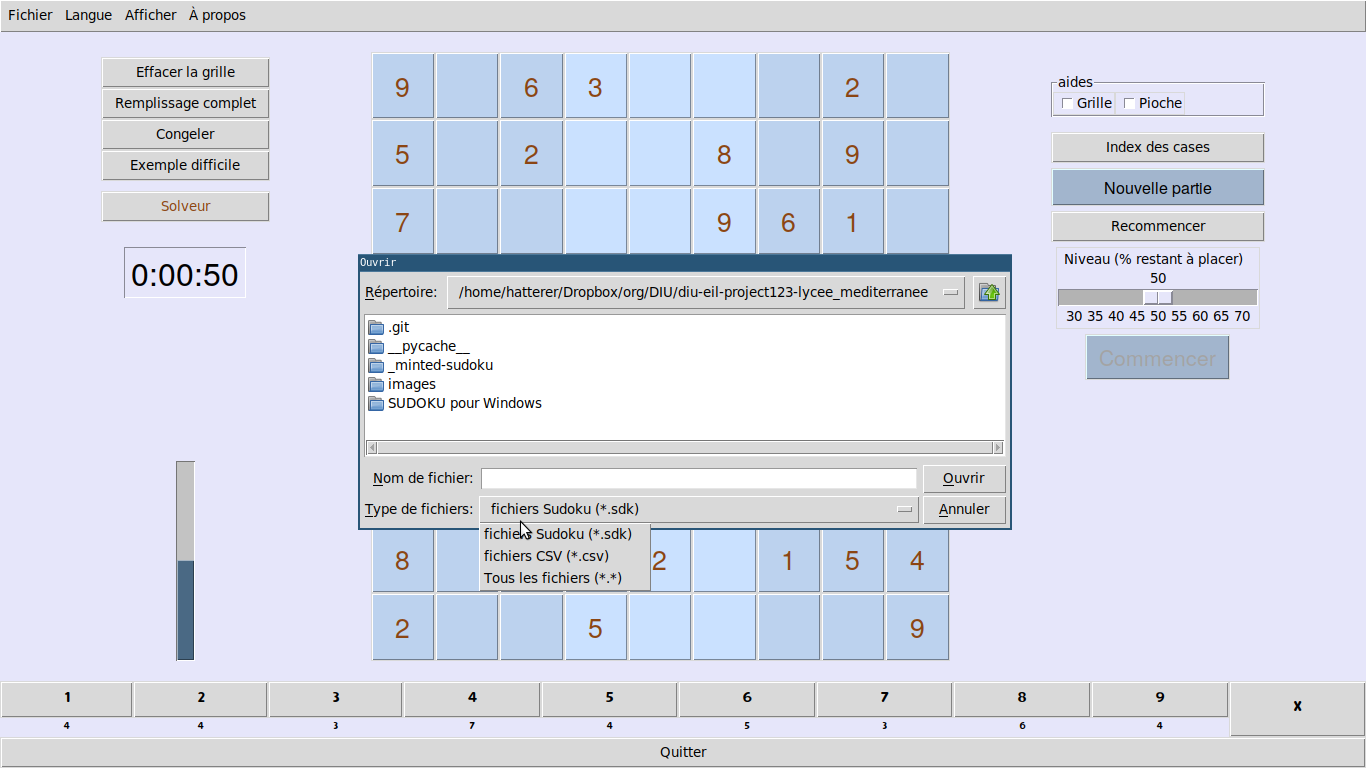 Fichier Langue Afficher À propos
Effacer la grille
Remplissage complet
Congeler
Exemple difficile
Solveur
0:00:50
9 6 3 2
5 2 8 9
7 9 6 1
aides
Grille Pioche
Index des cases
Nouvelle partie
Recommencer
Niveau (% restant à placer)
50
30 35 40 45 50 55 60 65 70
Commencer
Ouvrir
Répertoire: /home/hatterer/Dropbox/org/DIU/diu-eil-project123-lycee_mediterranee
.git
__pycache__
_minted-sudoku
images
SUDOKU pour Windows
Nom de fichier: Ouvrir
Type de fichiers: fichiers Sudoku (*.sdk) Annuler
fichiers Sudoku (*.sdk)
fichiers CSV (*.csv)
Tous les fichiers (*.*)
8 2 1 5 4
2 5 9
1 2 3 4 5 6 7 8 9 x
4 4 3 7 4 5 3 6 4
Quitter